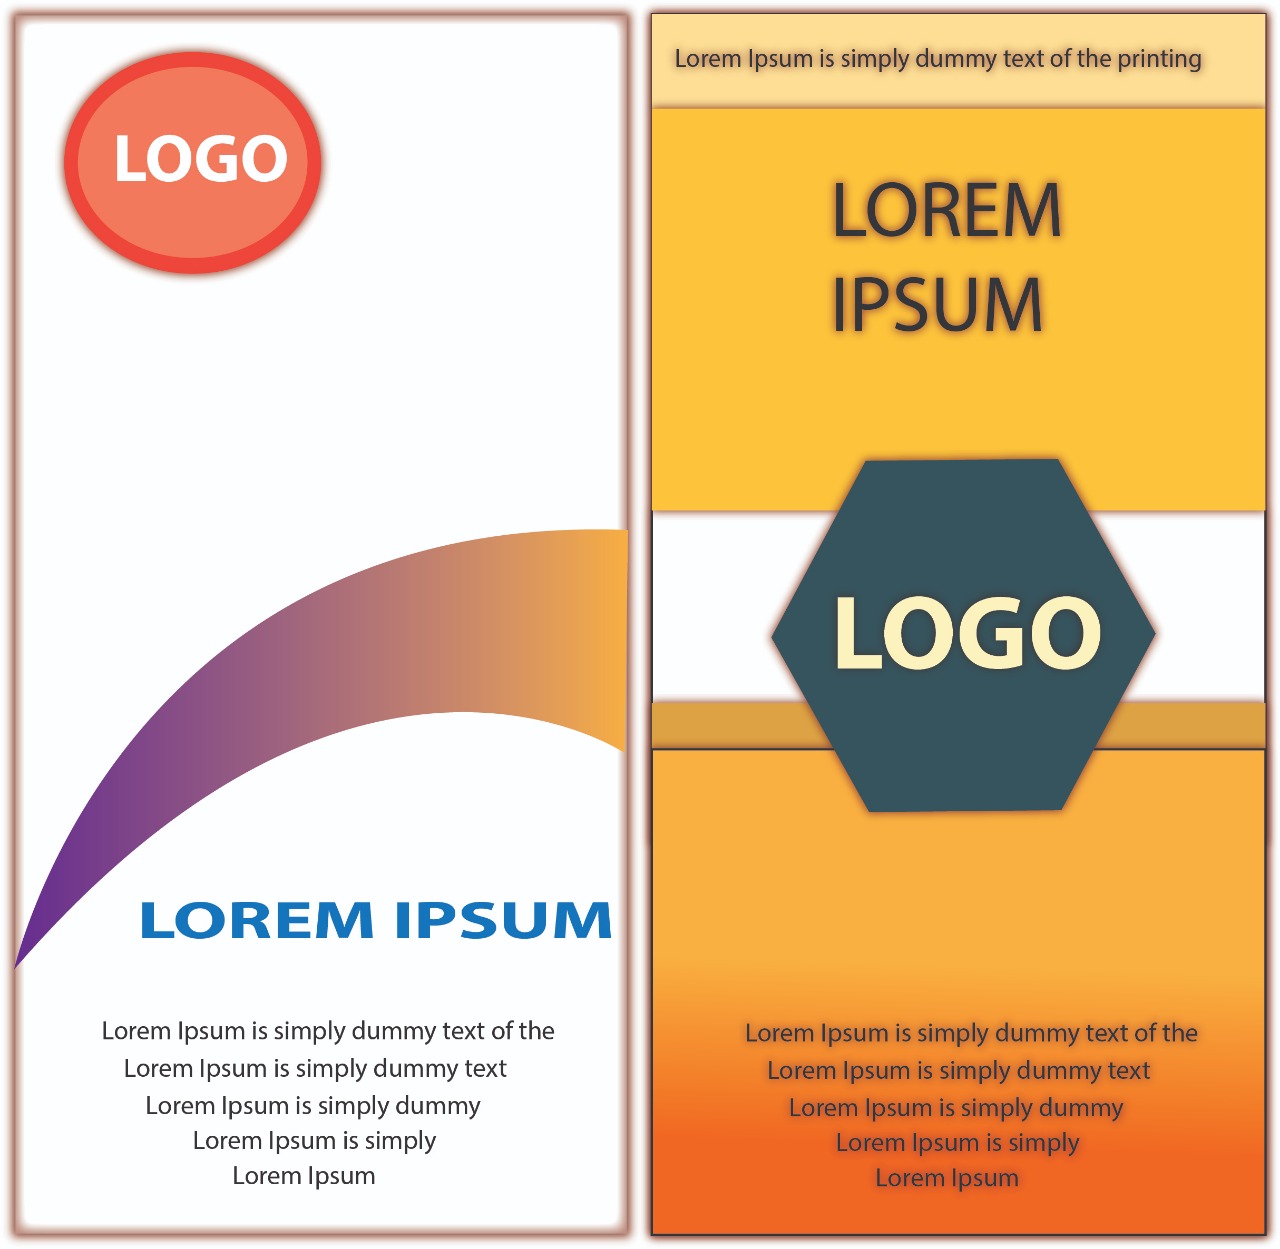 LOGO
LOREM IPSUM
Lorem Ipsum is simply dummy text of the
Lorem Ipsum is simply dummy text
Lorem Ipsum is simply dummy
Lorem Ipsum is simply
Lorem Ipsum
Lorem Ipsum is simply dummy text of the printing
LOREM
IPSUM
LOGO
Lorem Ipsum is simply dummy text of the
Lorem Ipsum is simply dummy text
Lorem Ipsum is simply dummy
Lorem Ipsum is simply
Lorem Ipsum